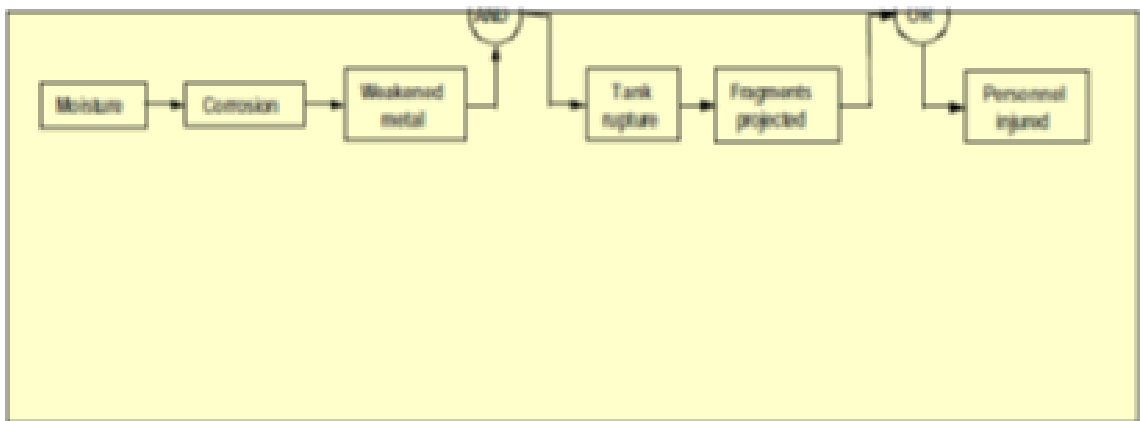 AND
OR
Moisture
Corrosion
Weakened
metal
Tank
rupture
Fragments
projected
Personnel
injured